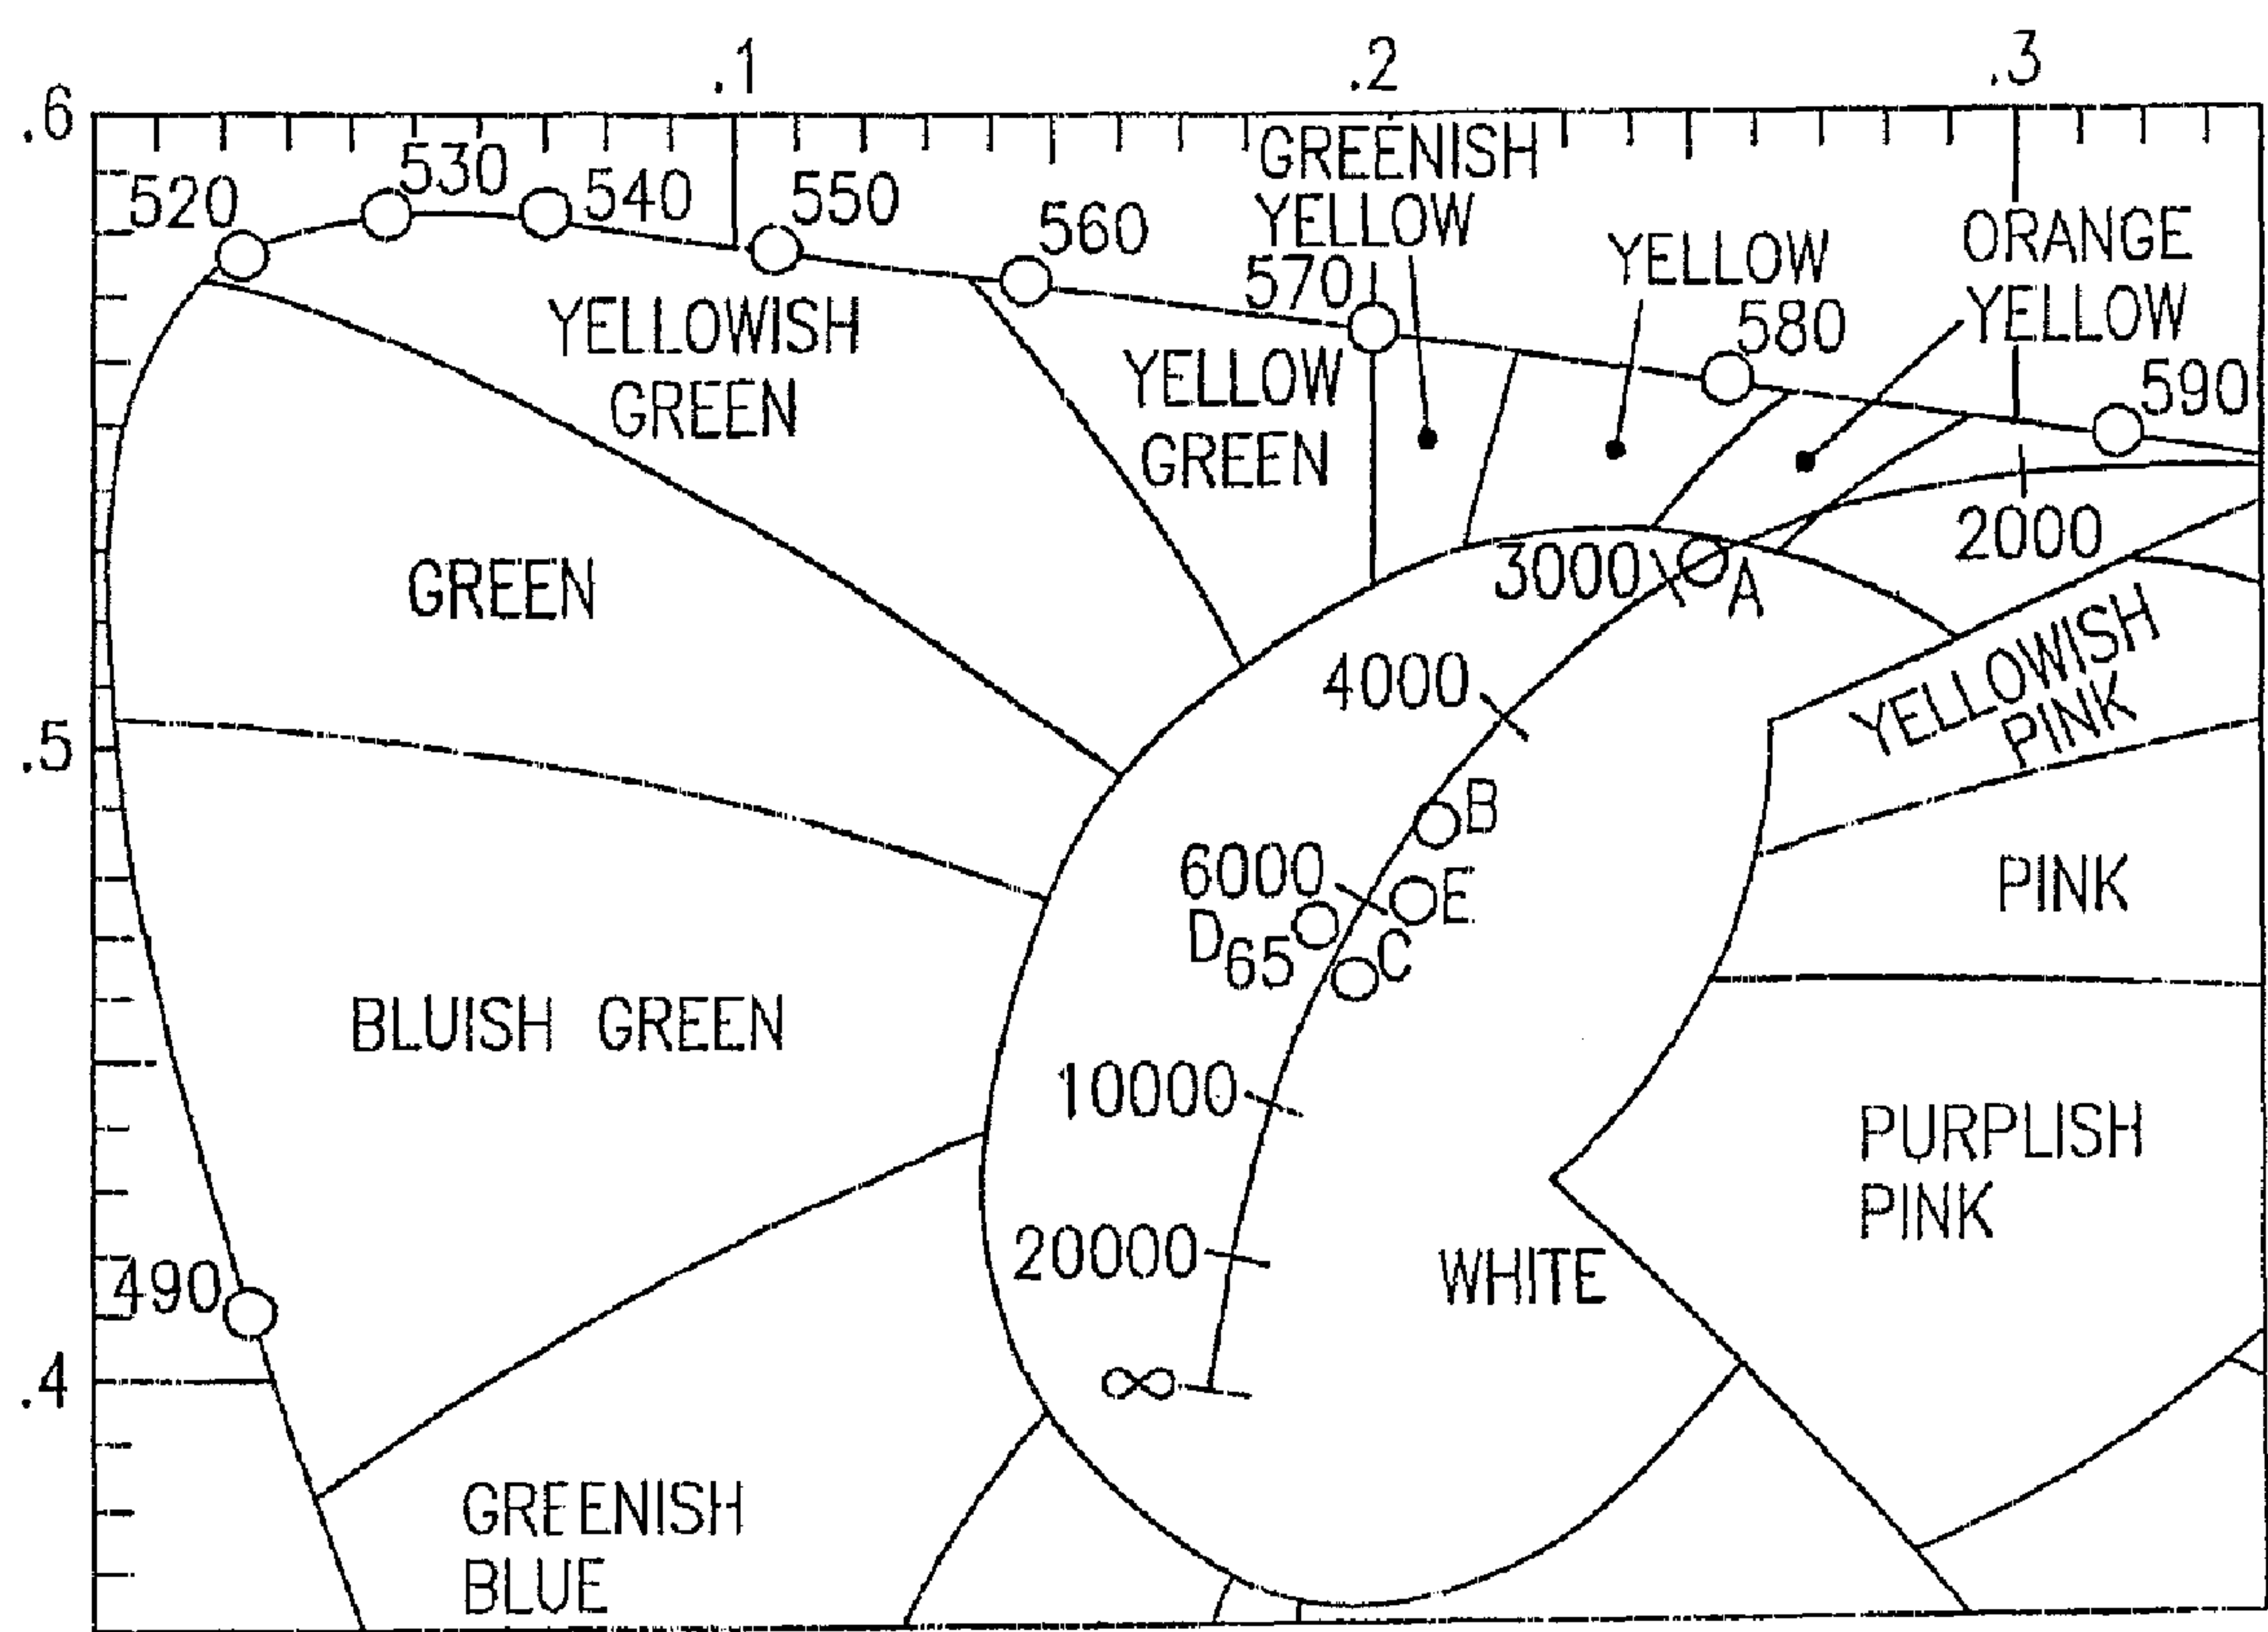 .1
.2
.3
.6
520
530
540
550
560
GREENISH
YELLOW
570
YELLOW
580
ORANGE
YELLOW
590
YELLOWISH
GREEN
YELLOW
GREEN
GREEN
3000
A
2000
YELLOWISH
PINK
4000
.5
B
6000
E
D65
C
PINK
BLUISH GREEN
10000
PURPLISH
PINK
20000
WHITE
490
.4
∞
GREENISH
BLUE